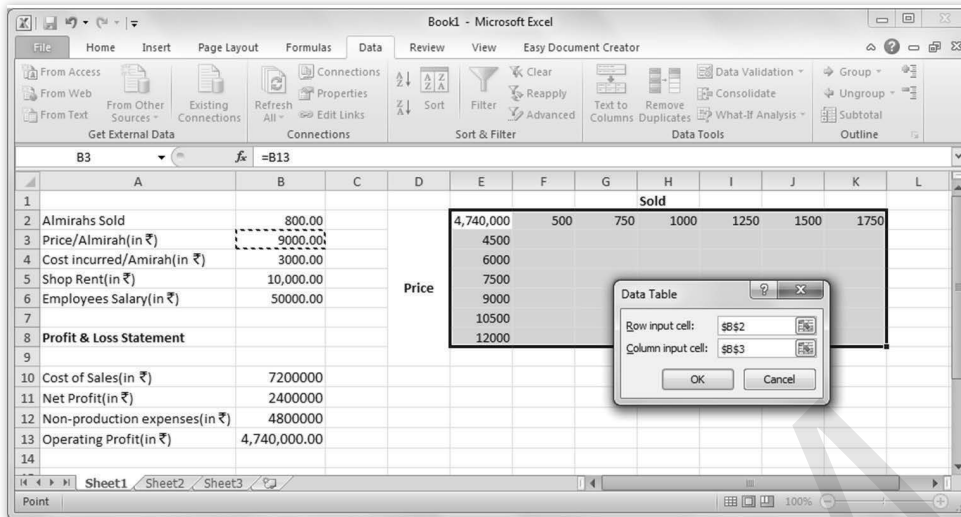 Book1 - Microsoft Excel
File Home Insert Page Layout Formulas Data Review View Easy Document Creator
From Access
From Web
From Text
From Other Sources
Existing Connections
Get External Data
Refresh All
Connections
Properties
Edit Links
Connections
Sort
Filter
Clear
Reapply
Advanced
Sort & Filter
Text to Columns
Remove Duplicates
Data Validation
Consolidate
What-If Analysis
Data Tools
Group
Ungroup
Subtotal
Outline
B3 fx =B13
A B C D E F G H I J K L
1 Sold
2 Almirahs Sold 800.00 4,740,000 500 750 1000 1250 1500 1750
3 Price/Almirah(in ₹) 9000.00 4500
4 Cost incurred/Amirah(in ₹) 3000.00 6000
5 Shop Rent(in ₹) 10,000.00 Price 7500
6 Employees Salary(in ₹) 50000.00 9000
7 10500
8 Profit & Loss Statement 12000
9
10 Cost of Sales(in ₹) 7200000
11 Net Profit(in ₹) 2400000
12 Non-production expenses(in ₹) 4800000
13 Operating Profit(in ₹) 4,740,000.00
14
Data Table
Row input cell: $B$2
Column input cell: $B$3
OK Cancel
Sheet1 Sheet2 Sheet3
Point 100%